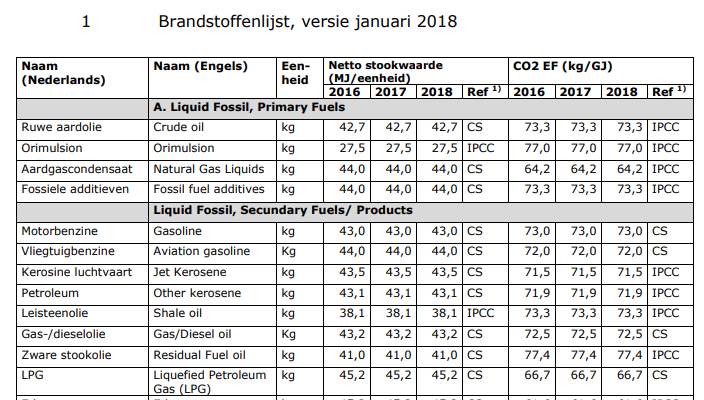 1 Brandstoffenlijst, versie januari 2018
Naam (Nederlands) Naam (Engels) Een-heid Netto stookwaarde (MJ/eenheid) CO2 EF (kg/GJ)
2016 2017 2018 Ref 1) 2016 2017 2018 Ref 1)
A. Liquid Fossil, Primary Fuels
Ruwe aardolie Crude oil kg 42,7 42,7 42,7 CS 73,3 73,3 73,3 IPCC
Orimulsion Orimulsion kg 27,5 27,5 27,5 IPCC 77,0 77,0 77,0 IPCC
Aardgascondensaat Natural Gas Liquids kg 44,0 44,0 44,0 CS 64,2 64,2 64,2 IPCC
Fossiele additieven Fossil fuel additives kg 44,0 44,0 44,0 CS 73,3 73,3 73,3 IPCC
Liquid Fossil, Secundary Fuels/ Products
Motorbenzine Gasoline kg 43,0 43,0 43,0 CS 73,0 73,0 73,0 CS
Vliegtuigbenzine Aviation gasoline Kg 44,0 44,0 44,0 CS 72,0 72,0 72,0 CS
Kerosine luchtvaart Jet Kerosene kg 43,5 43,5 43,5 CS 71,5 71,5 71,5 IPCC
Petroleum Other kerosene kg 43,1 43,1 43,1 CS 71,9 71,9 71,9 IPCC
Leisteenolie Shale oil kg 38,1 38,1 38,1 IPCC 73,3 73,3 73,3 IPCC
Gas-/dieselolie Gas/Diesel oil Kg 43,2 43,2 43,2 CS 72,5 72,5 72,5 CS
Zware stookolie Residual Fuel oil kg 41,0 41,0 41,0 CS 77,4 77,4 77,4 IPCC
LPG Liquefied Petroleum kg 45,2 45,2 45,2 CS 66,7 66,7 66,7 CS
Gas (LPG)